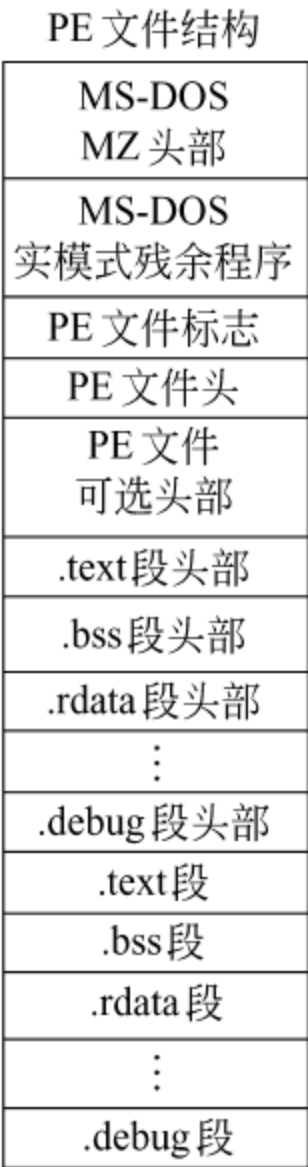 PE 文件结构
MS-DOS
MZ 头部
MS-DOS
实模式残余程序
PE 文件标志
PE 文件头
PE 文件
可选头部
.text段头部
.bss段头部
.rdata段头部
⋮
.debug段头部
.text段
.bss段
.rdata段
⋮
.debug段